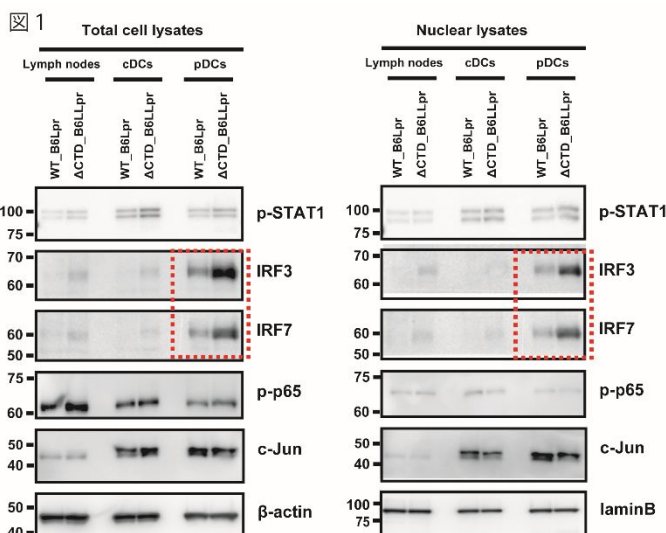 図1
Total cell lysates
Lymph nodes cDCs pDCs
WT_B6Lpr
ΔCTD_B6LLpr
WT_B6Lpr
ΔCTD_B6LLpr
WT_B6Lpr
ΔCTD_B6LLpr
100
75
p-STAT1
70
60
IRF3
60
50
IRF7
75
60
p-p65
50
40
c-Jun
50
40
β-actin
Nuclear lysates
Lymph nodes cDCs pDCs
WT_B6Lpr
ΔCTD_B6LLpr
WT_B6Lpr
ΔCTD_B6LLpr
WT_B6Lpr
ΔCTD_B6LLpr
100
75
p-STAT1
70
60
IRF3
60
50
IRF7
75
60
p-p65
50
40
c-Jun
100
75
laminB